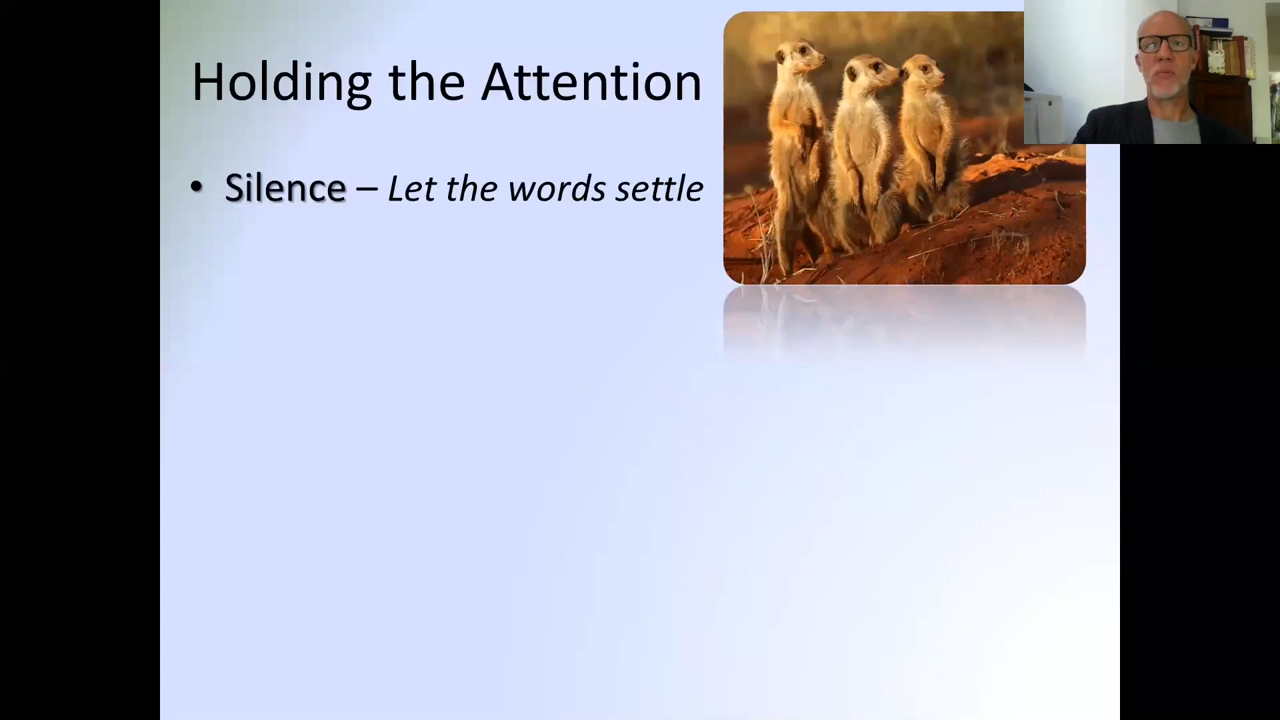 Holding the Attention
• Silence – Let the words settle